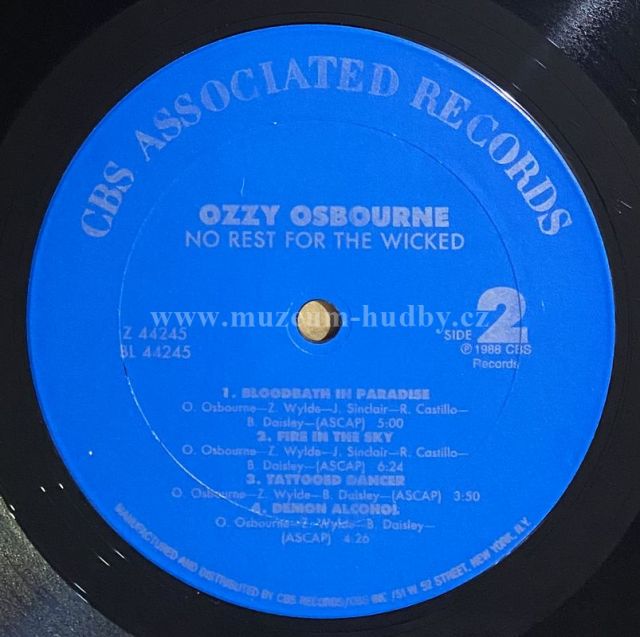 CBS ASSOCIATED RECORDS
OZZY OSBOURNE
NO REST FOR THE WICKED
www.muzeum-hudby.cz
Z 44245
BL 44245
SIDE 2
℗ 1988 CBS
Records
1. BLOODBATH IN PARADISE
O. Osbourne—Z. Wylde—J. Sinclair—R. Castillo—
B. Daisley—(ASCAP) 5:00
2. FIRE IN THE SKY
O. Osbourne—Z. Wylde—J. Sinclair—R. Castillo—
B. Daisley—(ASCAP) 6:24
3. TATTOOED DANCER
O. Osbourne—Z. Wylde—B. Daisley—(ASCAP) 3:50
4. DEMON ALCOHOL
O. Osbourne—Z. Wylde—B. Daisley—
(ASCAP) 4:26
MANUFACTURED AND DISTRIBUTED BY CBS RECORDS/CBS INC. /51 W. 52 STREET, NEW YORK, N.Y.